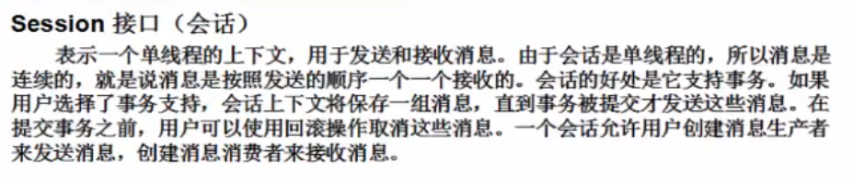 Session 接口（会话）
表示一个单线程的上下文，用于发送和接收消息。由于会话是单线程的，所以消息是
连续的，就是说消息是按照发送的顺序一个一个接收的。会话的好处是它支持事务。如果
用户选择了事务支持，会话上下文将保存一组消息，直到事务被提交才发送这些消息。在
提交事务之前，用户可以使用回滚操作取消这些消息。一个会话允许用户创建消息生产者
来发送消息，创建消息消费者来接收消息。